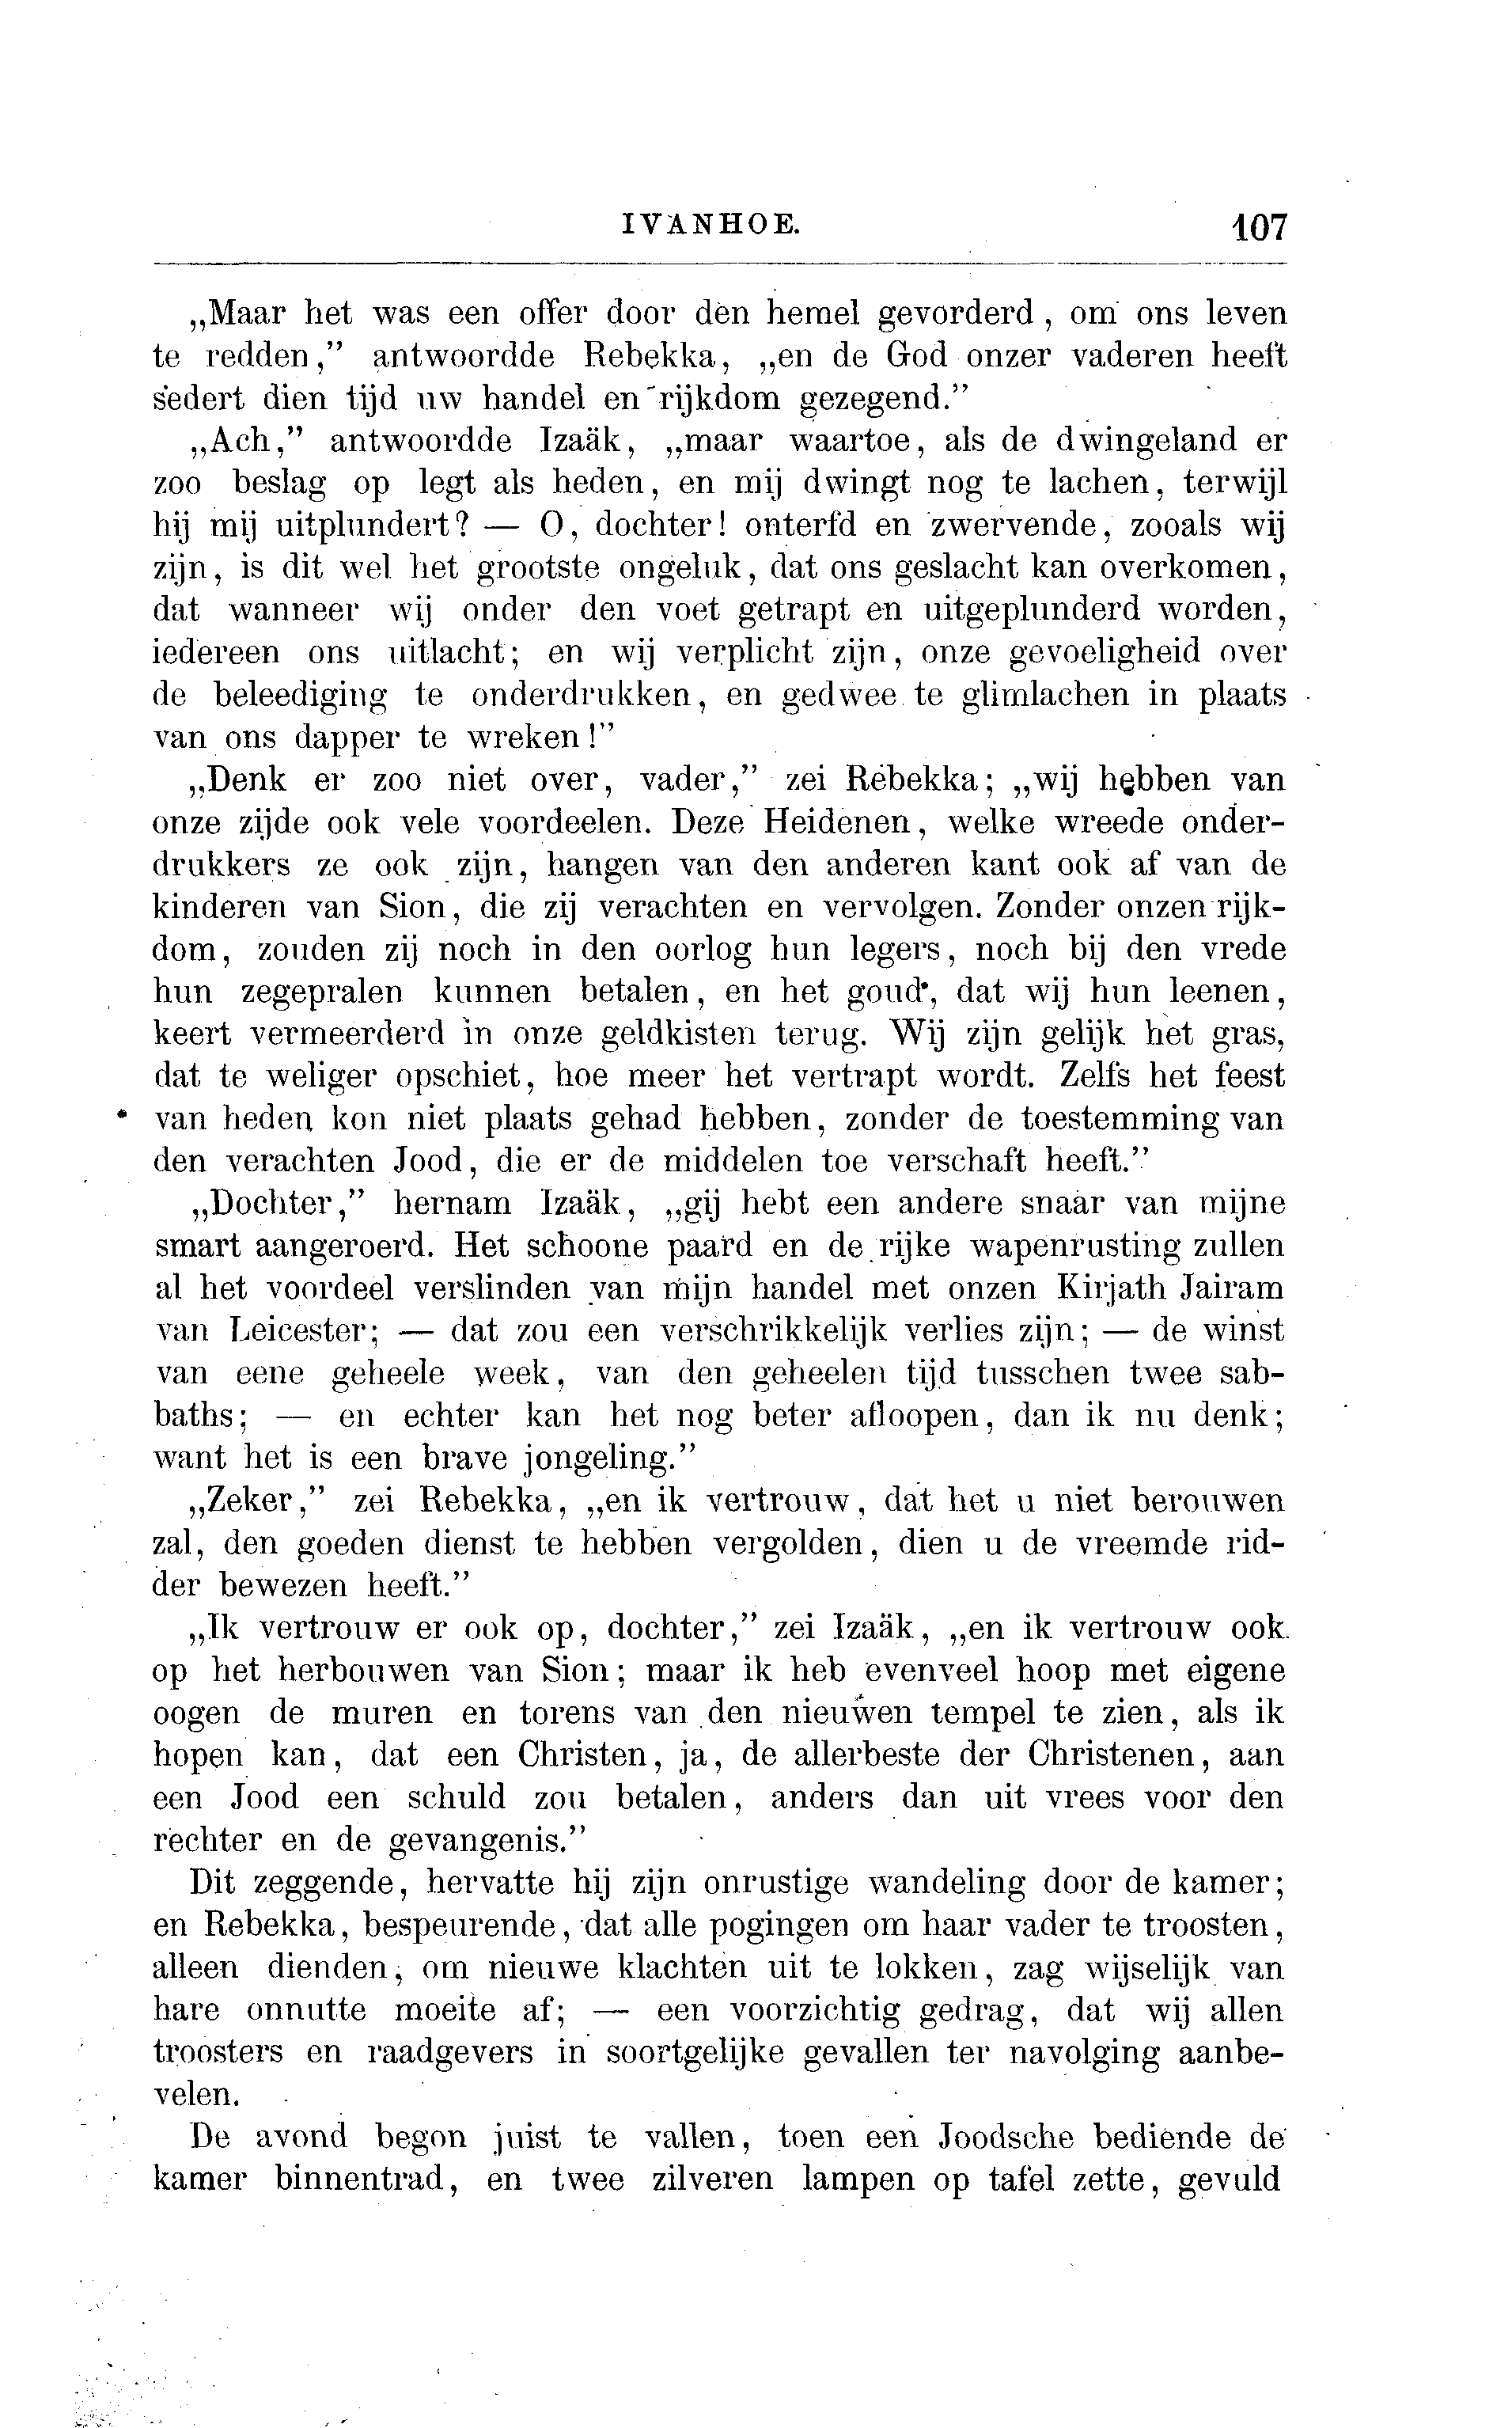 IVANHOE. 107
„Maar het was een offer door den hemel gevorderd, om ons leven
te redden,” antwoordde Rebekka, „en de God onzer vaderen heeft
sedert dien tijd uw handel en rijkdom gezegend.”
„Ach,” antwoordde Izaäk, „maar waartoe, als de dwingeland er
zoo beslag op legt als heden, en mij dwingt nog te lachen, terwijl
hij mij uitplundert? — O, dochter! onterfd en zwervende, zooals wij
zijn, is dit wel het grootste ongeluk, dat ons geslacht kan overkomen,
dat wanneer wij onder den voet getrapt en uitgeplunderd worden,
iedereen ons uitlacht; en wij verplicht zijn, onze gevoeligheid over
de beleediging te onderdrukken, en gedwee te glimlachen in plaats
van ons dapper te wreken!”
„Denk er zoo niet over, vader,” zei Rebekka; „wij hebben van
onze zijde ook vele voordeelen. Deze Heidenen, welke wreede onder-
drukkers ze ook zijn, hangen van den anderen kant ook af van de
kinderen van Sion, die zij verachten en vervolgen. Zonder onzen rijk-
dom, zouden zij noch in den oorlog hun legers, noch bij den vrede
hun zegepralen kunnen betalen, en het goud, dat wij hun leenen,
keert vermeerderd in onze geldkisten terug. Wij zijn gelijk het gras,
dat te weliger opschiet, hoe meer het vertrapt wordt. Zelfs het feest
van heden kon niet plaats gehad hebben, zonder de toestemming van
den verachten Jood, die er de middelen toe verschaft heeft.”
„Dochter,” hernam Izaäk, „gij hebt een andere snaar van mijne
smart aangeroerd. Het schoone paard en de rijke wapenrusting zullen
al het voordeel verslinden van mijn handel met onzen Kirjath Jairam
van Leicester; — dat zou een verschrikkelijk verlies zijn; — de winst
van eene geheele week, van den geheelen tijd tusschen twee sab-
baths; — en echter kan het nog beter afloopen, dan ik nu denk;
want het is een brave jongeling.”
„Zeker,” zei Rebekka, „en ik vertrouw, dat het u niet berouwen
zal, den goeden dienst te hebben vergolden, dien u de vreemde rid-
der bewezen heeft.”
„Ik vertrouw er ook op, dochter,” zei Izaäk, „en ik vertrouw ook
op het herbouwen van Sion; maar ik heb evenveel hoop met eigene
oogen de muren en torens van den nieuwen tempel te zien, als ik
hopen kan, dat een Christen, ja, de allerbeste der Christenen, aan
een Jood een schuld zou betalen, anders dan uit vrees voor den
rechter en de gevangenis.”
Dit zeggende, hervatte hij zijn onrustige wandeling door de kamer;
en Rebekka, bespeurende, dat alle pogingen om haar vader te troosten,
alleen dienden, om nieuwe klachten uit te lokken, zag wijselijk van
hare onnutte moeite af; — een voorzichtig gedrag, dat wij allen
troosters en raadgevers in soortgelijke gevallen ter navolging aanbe-
velen.
De avond begon juist te vallen, toen een Joodsche bediende de
kamer binnentrad, en twee zilveren lampen op tafel zette, gevuld